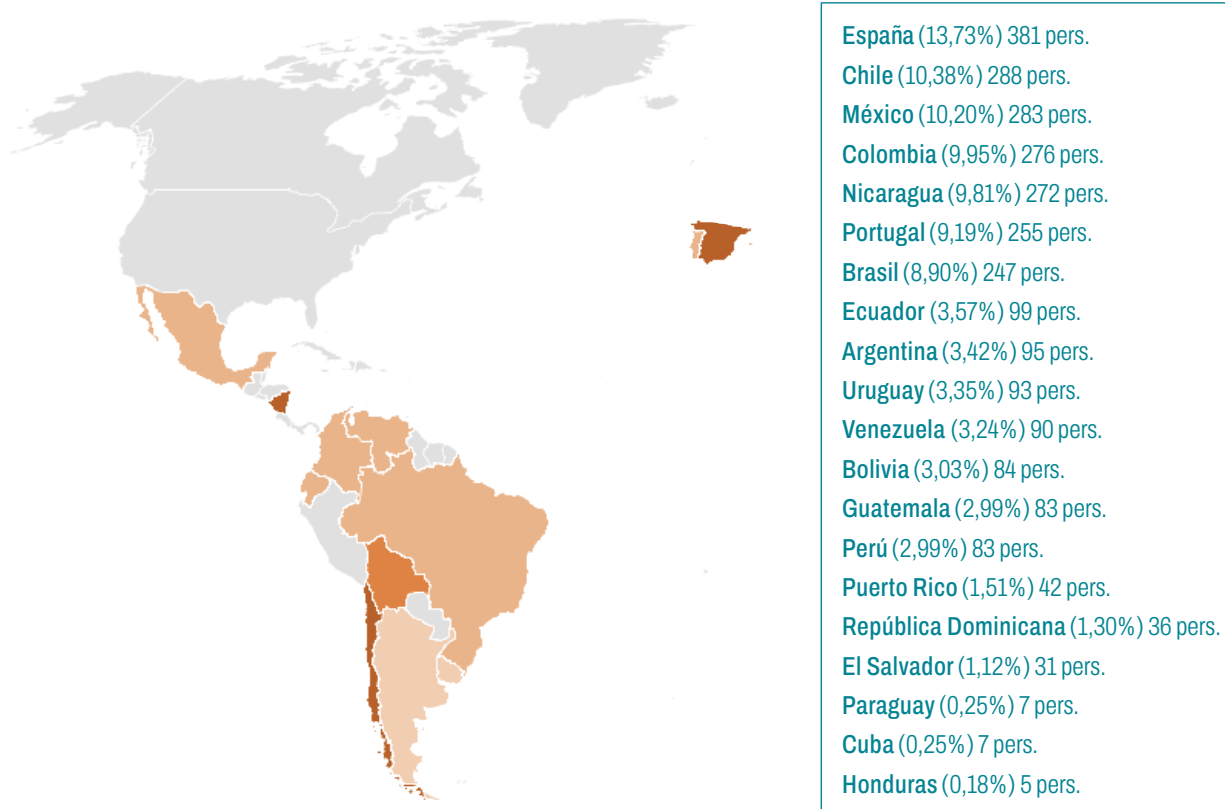 España (13,73%) 381 pers.
Chile (10,38%) 288 pers.
México (10,20%) 283 pers.
Colombia (9,95%) 276 pers.
Nicaragua (9,81%) 272 pers.
Portugal (9,19%) 255 pers.
Brasil (8,90%) 247 pers.
Ecuador (3,57%) 99 pers.
Argentina (3,42%) 95 pers.
Uruguay (3,35%) 93 pers.
Venezuela (3,24%) 90 pers.
Bolivia (3,03%) 84 pers.
Guatemala (2,99%) 83 pers.
Perú (2,99%) 83 pers.
Puerto Rico (1,51%) 42 pers.
República Dominicana (1,30%) 36 pers.
El Salvador (1,12%) 31 pers.
Paraguay (0,25%) 7 pers.
Cuba (0,25%) 7 pers.
Honduras (0,18%) 5 pers.